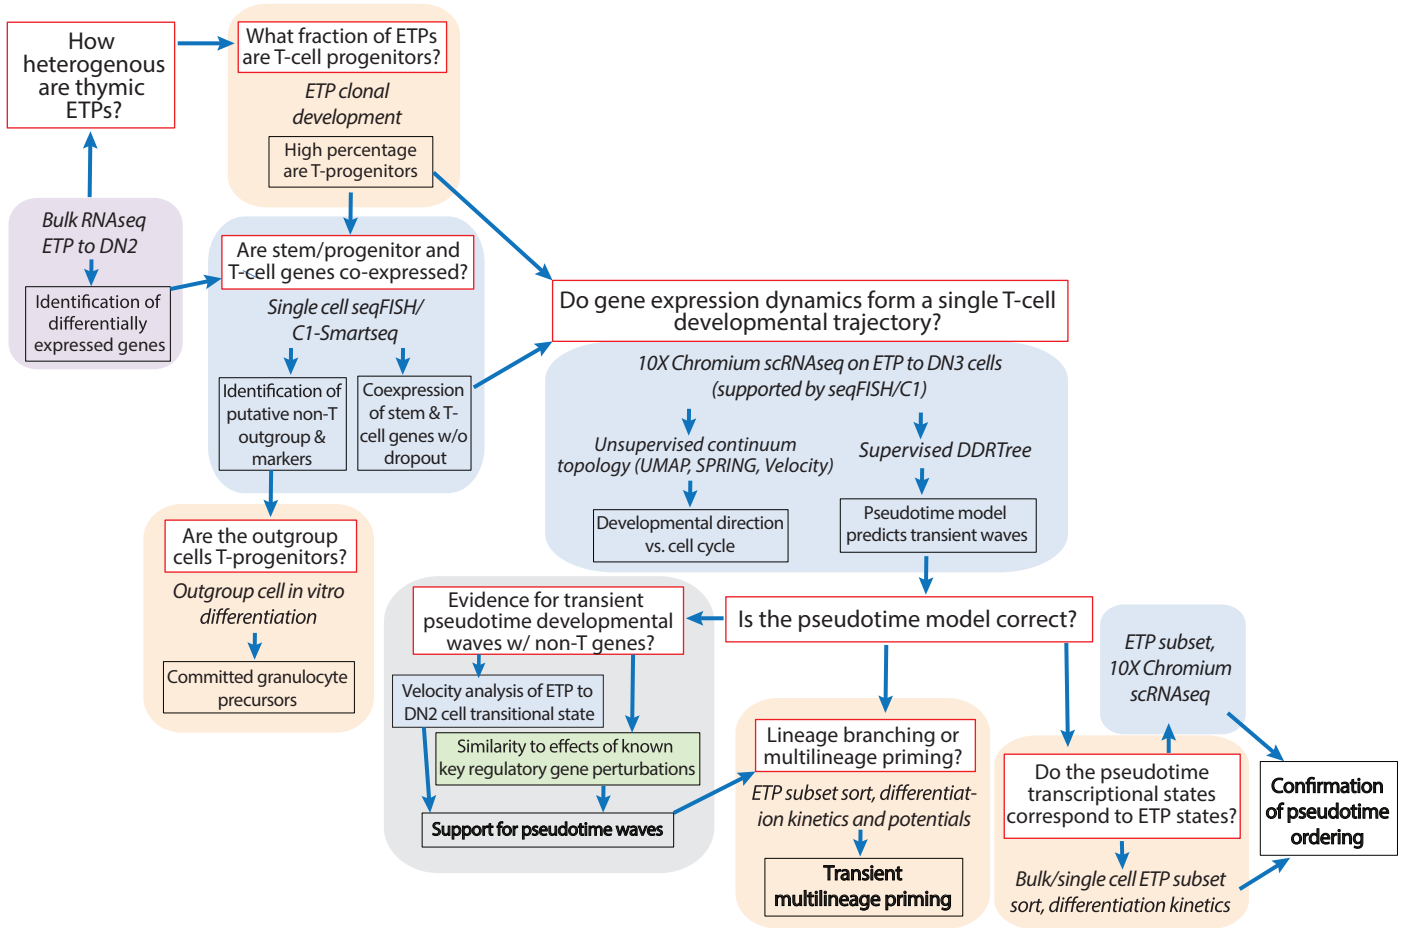 How
heterogenous
are thymic
ETPs?
What fraction of ETPs
are T-cell progenitors?
ETP clonal
development
High percentage
are T-progenitors
Bulk RNAseq
ETP to DN2
Identification of
differentially
expressed genes
Are stem/progenitor and
T-cell genes co-expressed?
Single cell seqFISH/
C1-Smartseq
Identification of
putative non-T
outgroup &
markers
Coexpression
of stem & T-
cell genes w/o
dropout
Do gene expression dynamics form a single T-cell
developmental trajectory?
10X Chromium scRNAseq on ETP to DN3 cells
(supported by seqFISH/C1)
Unsupervised continuum
topology (UMAP, SPRING, Velocity)
Supervised DDRTree
Developmental direction
vs. cell cycle
Pseudotime model
predicts transient waves
Are the outgroup
cells T-progenitors?
Outgroup cell in vitro
differentiation
Committed granulocyte
precursors
Evidence for transient
pseudotime developmental
waves w/ non-T genes?
Velocity analysis of ETP to
DN2 cell transitional state
Similarity to effects of known
key regulatory gene perturbations
Support for pseudotime waves
Is the pseudotime model correct?
Lineage branching or
multilineage priming?
ETP subset sort, differentiat-
ion kinetics and potentials
Transient
multilineage priming
ETP subset,
10X Chromium
scRNAseq
Do the pseudotime
transcriptional states
correspond to ETP states?
Bulk/single cell ETP subset
sort, differentiation kinetics
Confirmation
of pseudotime
ordering